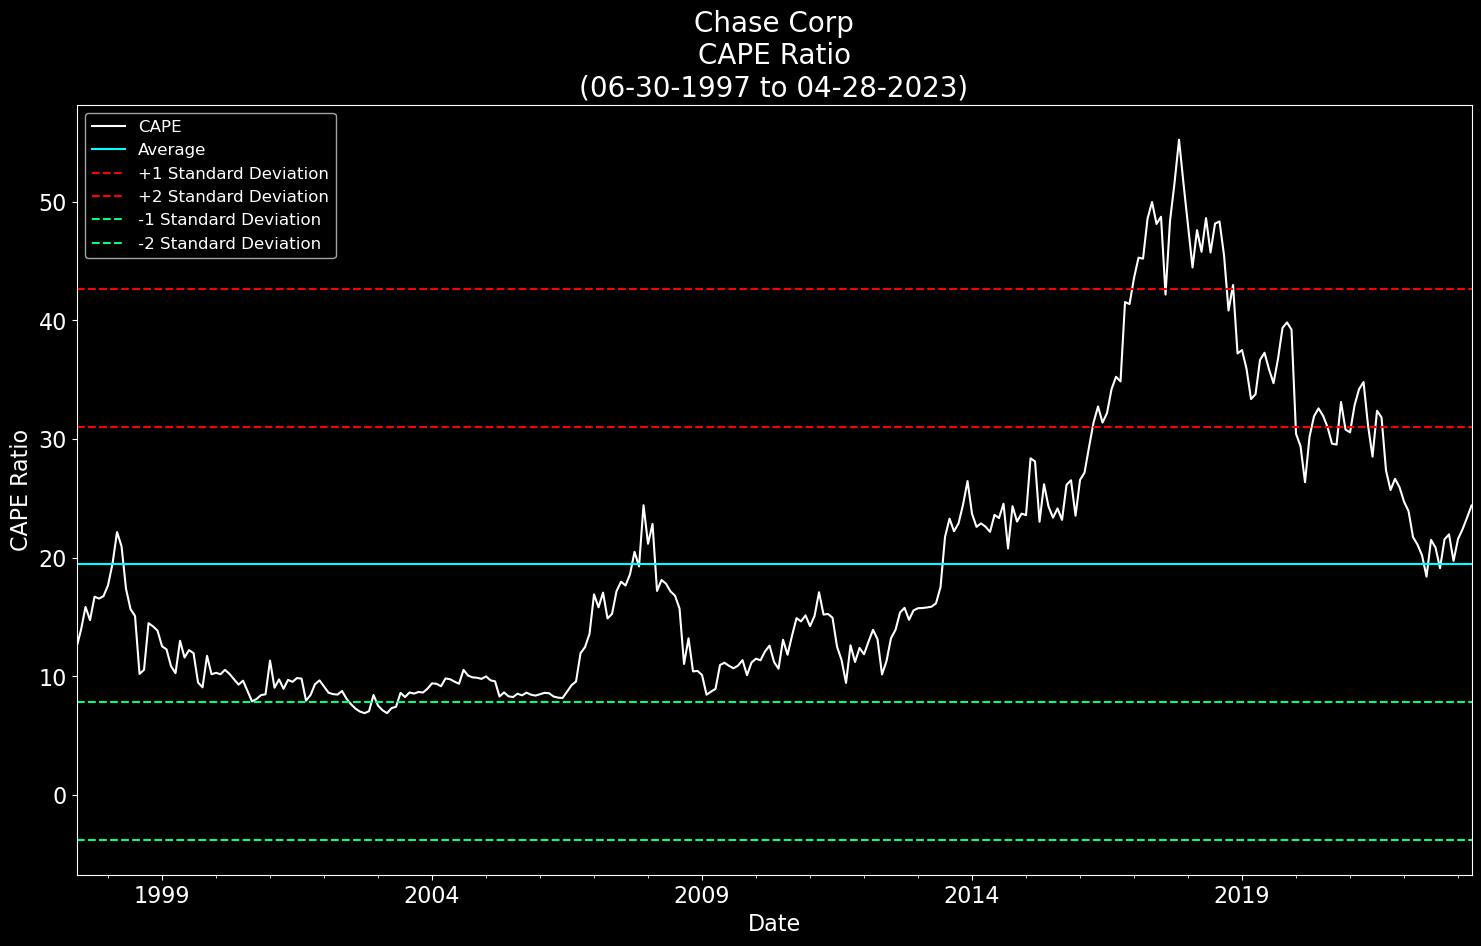 Chase Corp
CAPE Ratio
(06-30-1997 to 04-28-2023)
CAPE
Average
+1 Standard Deviation
+2 Standard Deviation
-1 Standard Deviation
-2 Standard Deviation
CAPE Ratio
50
40
30
20
10
0
1999 2004 2009 2014 2019
Date